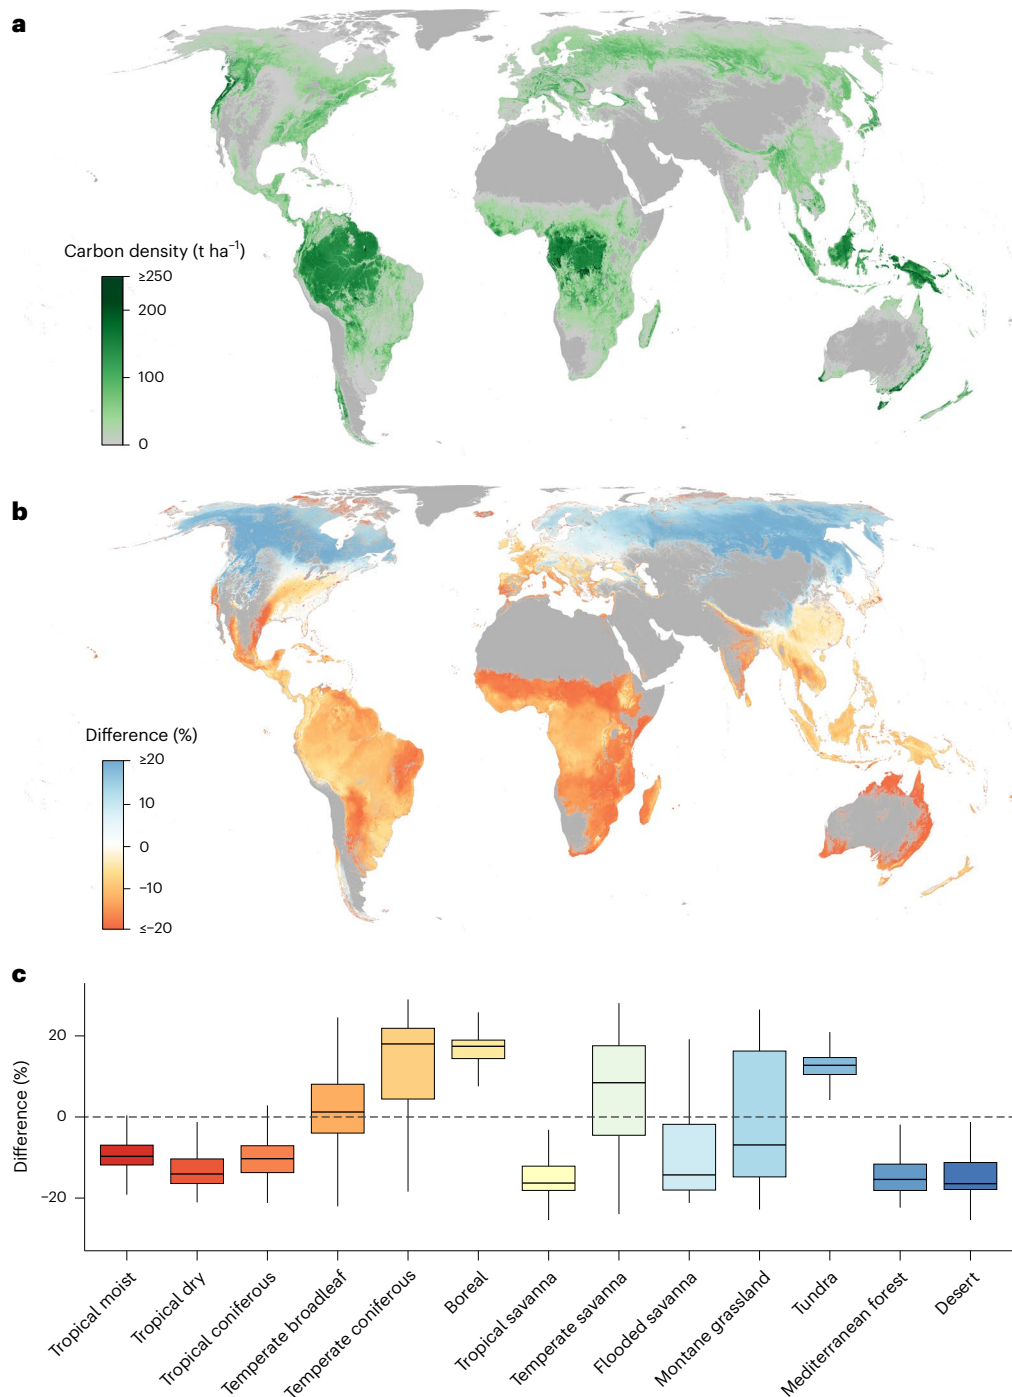 a
Carbon density (t ha⁻¹)
≥250
200
100
0
b
Difference (%)
≥20
10
0
−10
≤−20
c
Difference (%)
20
0
−20
Tropical moist
Tropical dry
Tropical coniferous
Temperate broadleaf
Temperate coniferous
Boreal
Tropical savanna
Temperate savanna
Flooded savanna
Montane grassland
Tundra
Mediterranean forest
Desert